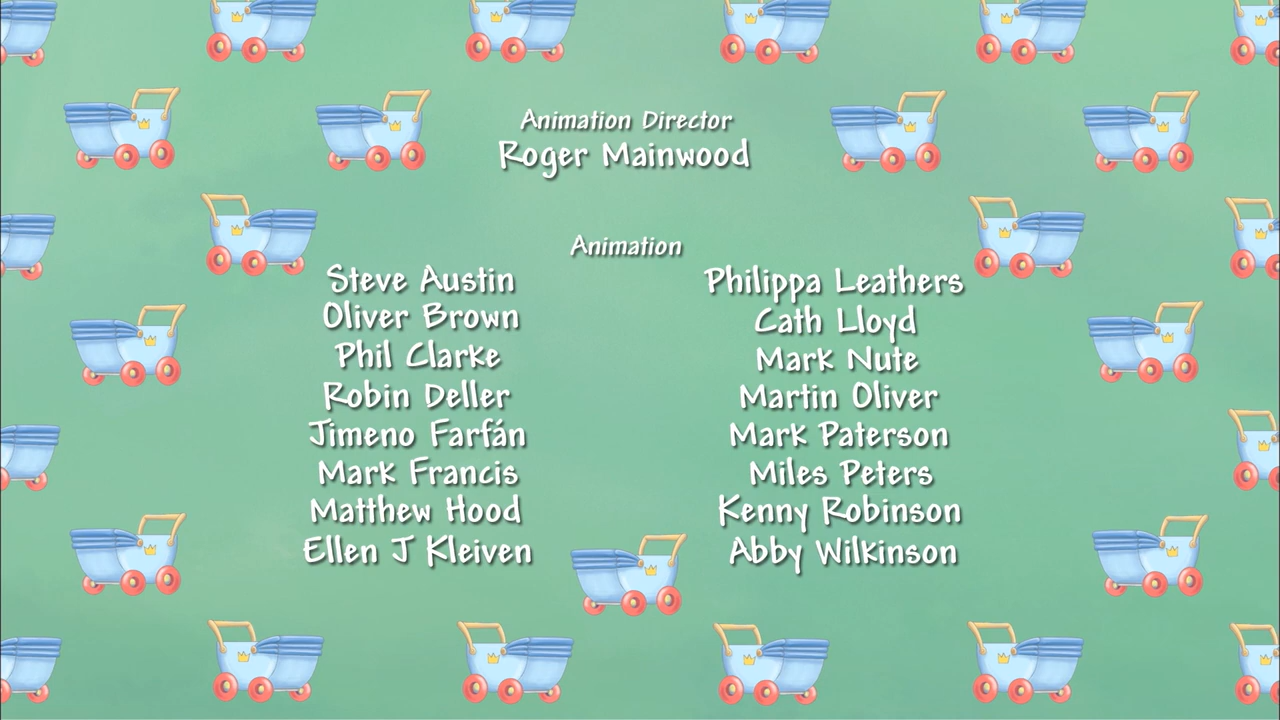 Animation Director
Roger Mainwood
Animation
Steve Austin
Oliver Brown
Phil Clarke
Robin Deller
Jimeno Farfán
Mark Francis
Matthew Hood
Ellen J Kleiven
Philippa Leathers
Cath Lloyd
Mark Nute
Martin Oliver
Mark Paterson
Miles Peters
Kenny Robinson
Abby Wilkinson